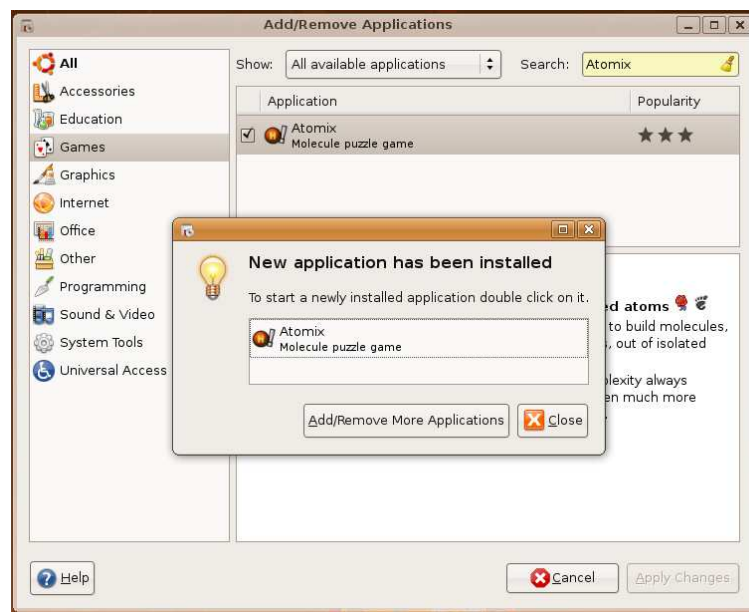 Add/Remove Applications
All
Accessories
Education
Games
Graphics
Internet
Office
Other
Programming
Sound & Video
System Tools
Universal Access
Show: All available applications Search: Atomix
Application Popularity
Atomix
Molecule puzzle game
New application has been installed
To start a newly installed application double click on it.
Atomix
Molecule puzzle game
Add/Remove More Applications Close
atoms
to build molecules,
out of isolated
always
much more
Help Cancel Apply Changes